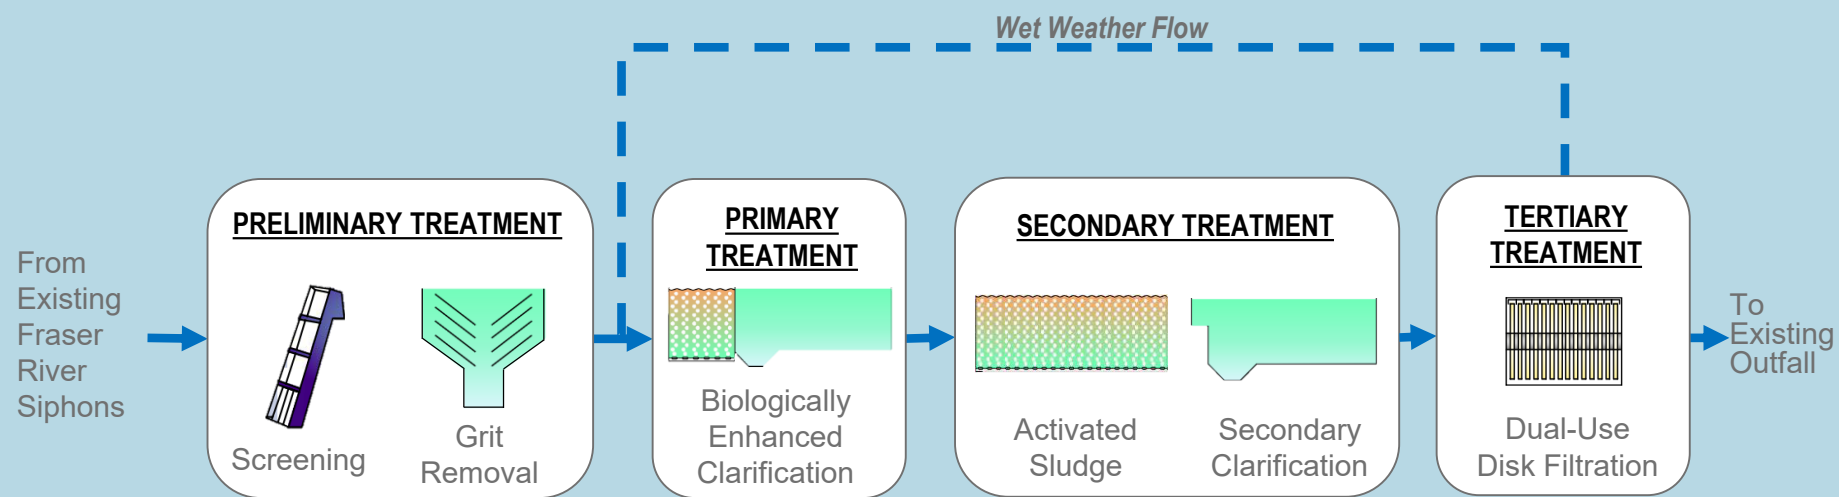 Wet Weather Flow
From
Existing
Fraser
River
Siphons
PRELIMINARY TREATMENT
Screening
Grit
Removal
PRIMARY
TREATMENT
Biologically
Enhanced
Clarification
SECONDARY TREATMENT
Activated
Sludge
Secondary
Clarification
TERTIARY
TREATMENT
Dual-Use
Disk Filtration
To
Existing
Outfall